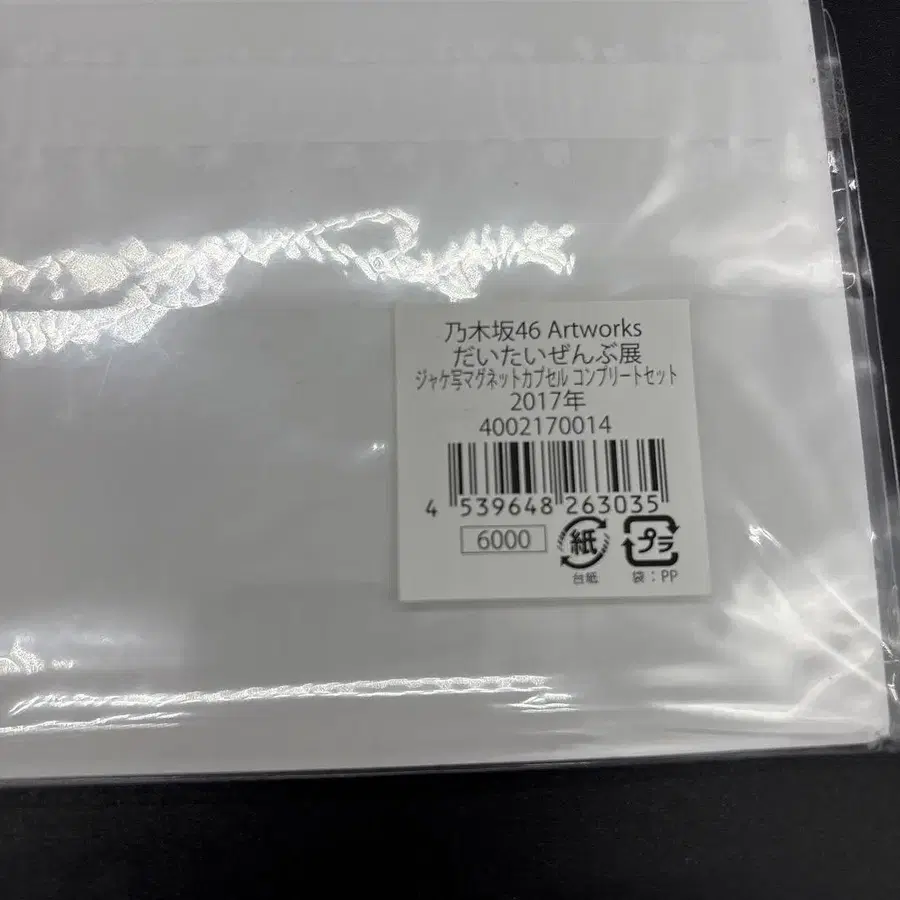 乃木坂46 Artworks
だいたいぜんぶ展
ジャケ写マグネットカプセル コンプリートセット
2017年
4002170014
4 539648 263035
6000
紙
プラ
台紙
袋：PP